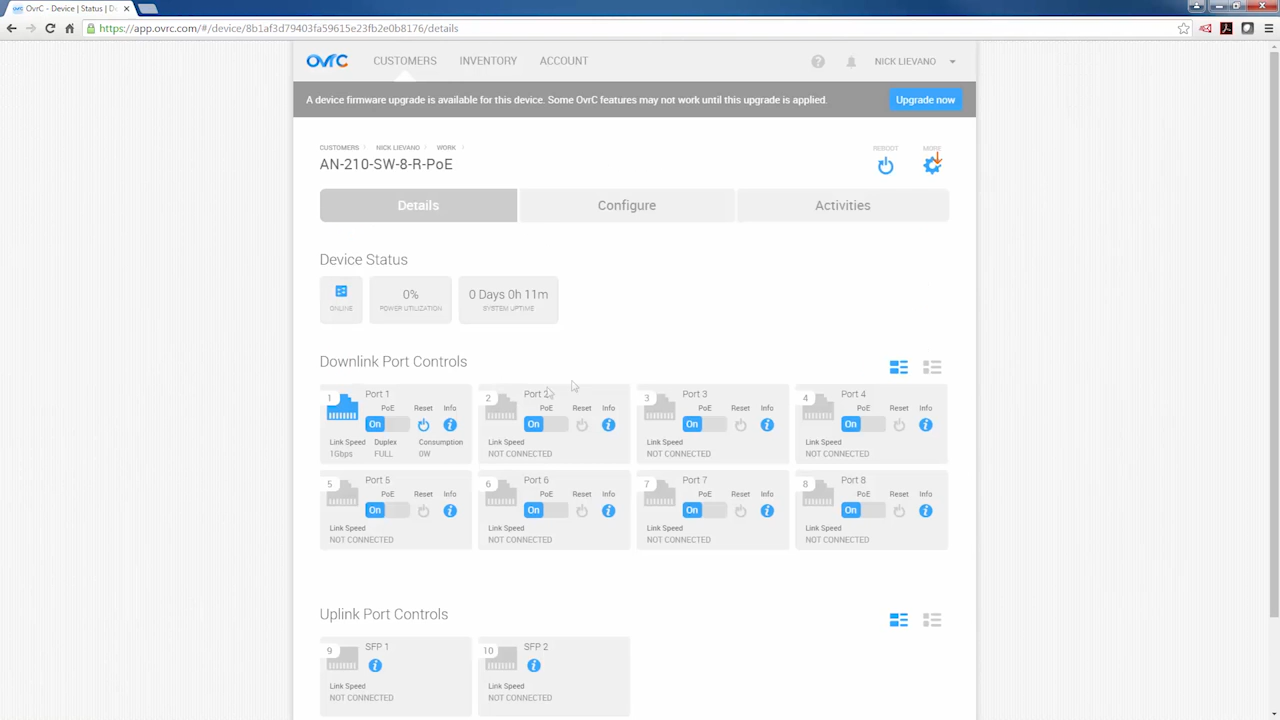 OvrC - Device | Status | De
https://app.ovrc.com/#/device/8b1af3d79403fa59615e23fb2e0b8176/details
OvrC CUSTOMERS INVENTORY ACCOUNT NICK LIEVANO
A device firmware upgrade is available for this device. Some OvrC features may not work until this upgrade is applied. Upgrade now
CUSTOMERS NICK LIEVANO WORK
AN-210-SW-8-R-PoE
REBOOT MORE
Details Configure Activities
Device Status
0% 0 Days 0h 11m
ONLINE POWER UTILIZATION SYSTEM UPTIME
Downlink Port Controls
1 Port 1 2 Port 2 3 Port 3 4 Port 4
PoE Reset Info PoE Reset Info PoE Reset Info PoE Reset Info
On On On On
Link Speed Duplex Consumption Link Speed Link Speed Link Speed
1Gbps FULL 0W NOT CONNECTED NOT CONNECTED NOT CONNECTED
5 Port 5 6 Port 6 7 Port 7 8 Port 8
PoE Reset Info PoE Reset Info PoE Reset Info PoE Reset Info
On On On On
Link Speed Link Speed Link Speed Link Speed
NOT CONNECTED NOT CONNECTED NOT CONNECTED NOT CONNECTED
Uplink Port Controls
9 SFP 1 10 SFP 2
Link Speed Link Speed
NOT CONNECTED NOT CONNECTED